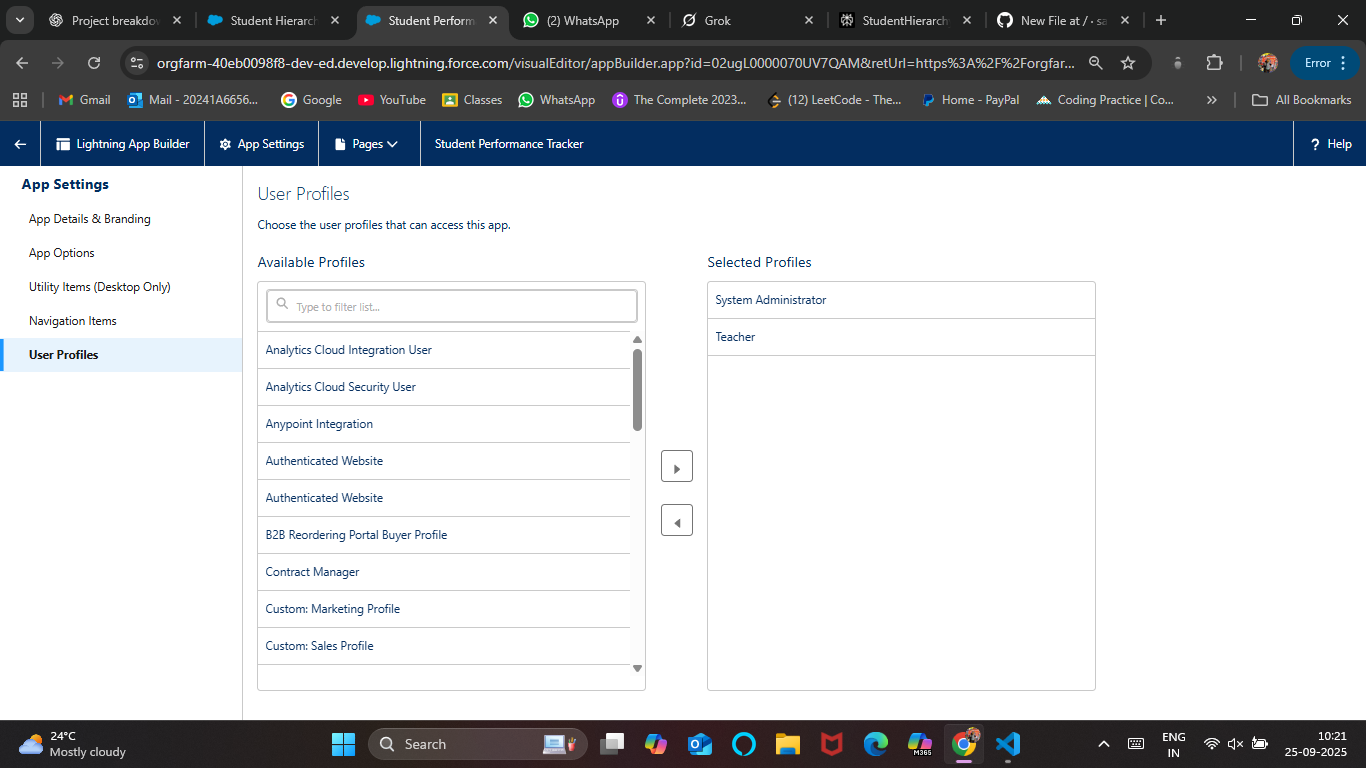 Project breakdow
Student Hierarch
Student Perform
(2) WhatsApp
Grok
StudentHierarch
New File at / · sa
orgfarm-40eb0098f8-dev-ed.develop.lightning.force.com/visualEditor/appBuilder.app?id=02ugL0000070UV7QAM&retUrl=https%3A%2F%2Forgfar...
Error
Gmail
Mail - 20241A6656...
Google
YouTube
Classes
WhatsApp
The Complete 2023...
(12) LeetCode - The...
Home - PayPal
Coding Practice | Co...
»
All Bookmarks
Lightning App Builder
App Settings
Pages
Student Performance Tracker
? Help
App Settings
App Details & Branding
App Options
Utility Items (Desktop Only)
Navigation Items
User Profiles
User Profiles
Choose the user profiles that can access this app.
Available Profiles
Type to filter list...
Analytics Cloud Integration User
Analytics Cloud Security User
Anypoint Integration
Authenticated Website
Authenticated Website
B2B Reordering Portal Buyer Profile
Contract Manager
Custom: Marketing Profile
Custom: Sales Profile
Selected Profiles
System Administrator
Teacher
24°C
Mostly cloudy
Search
M365
ENG
IN
10:21
25-09-2025